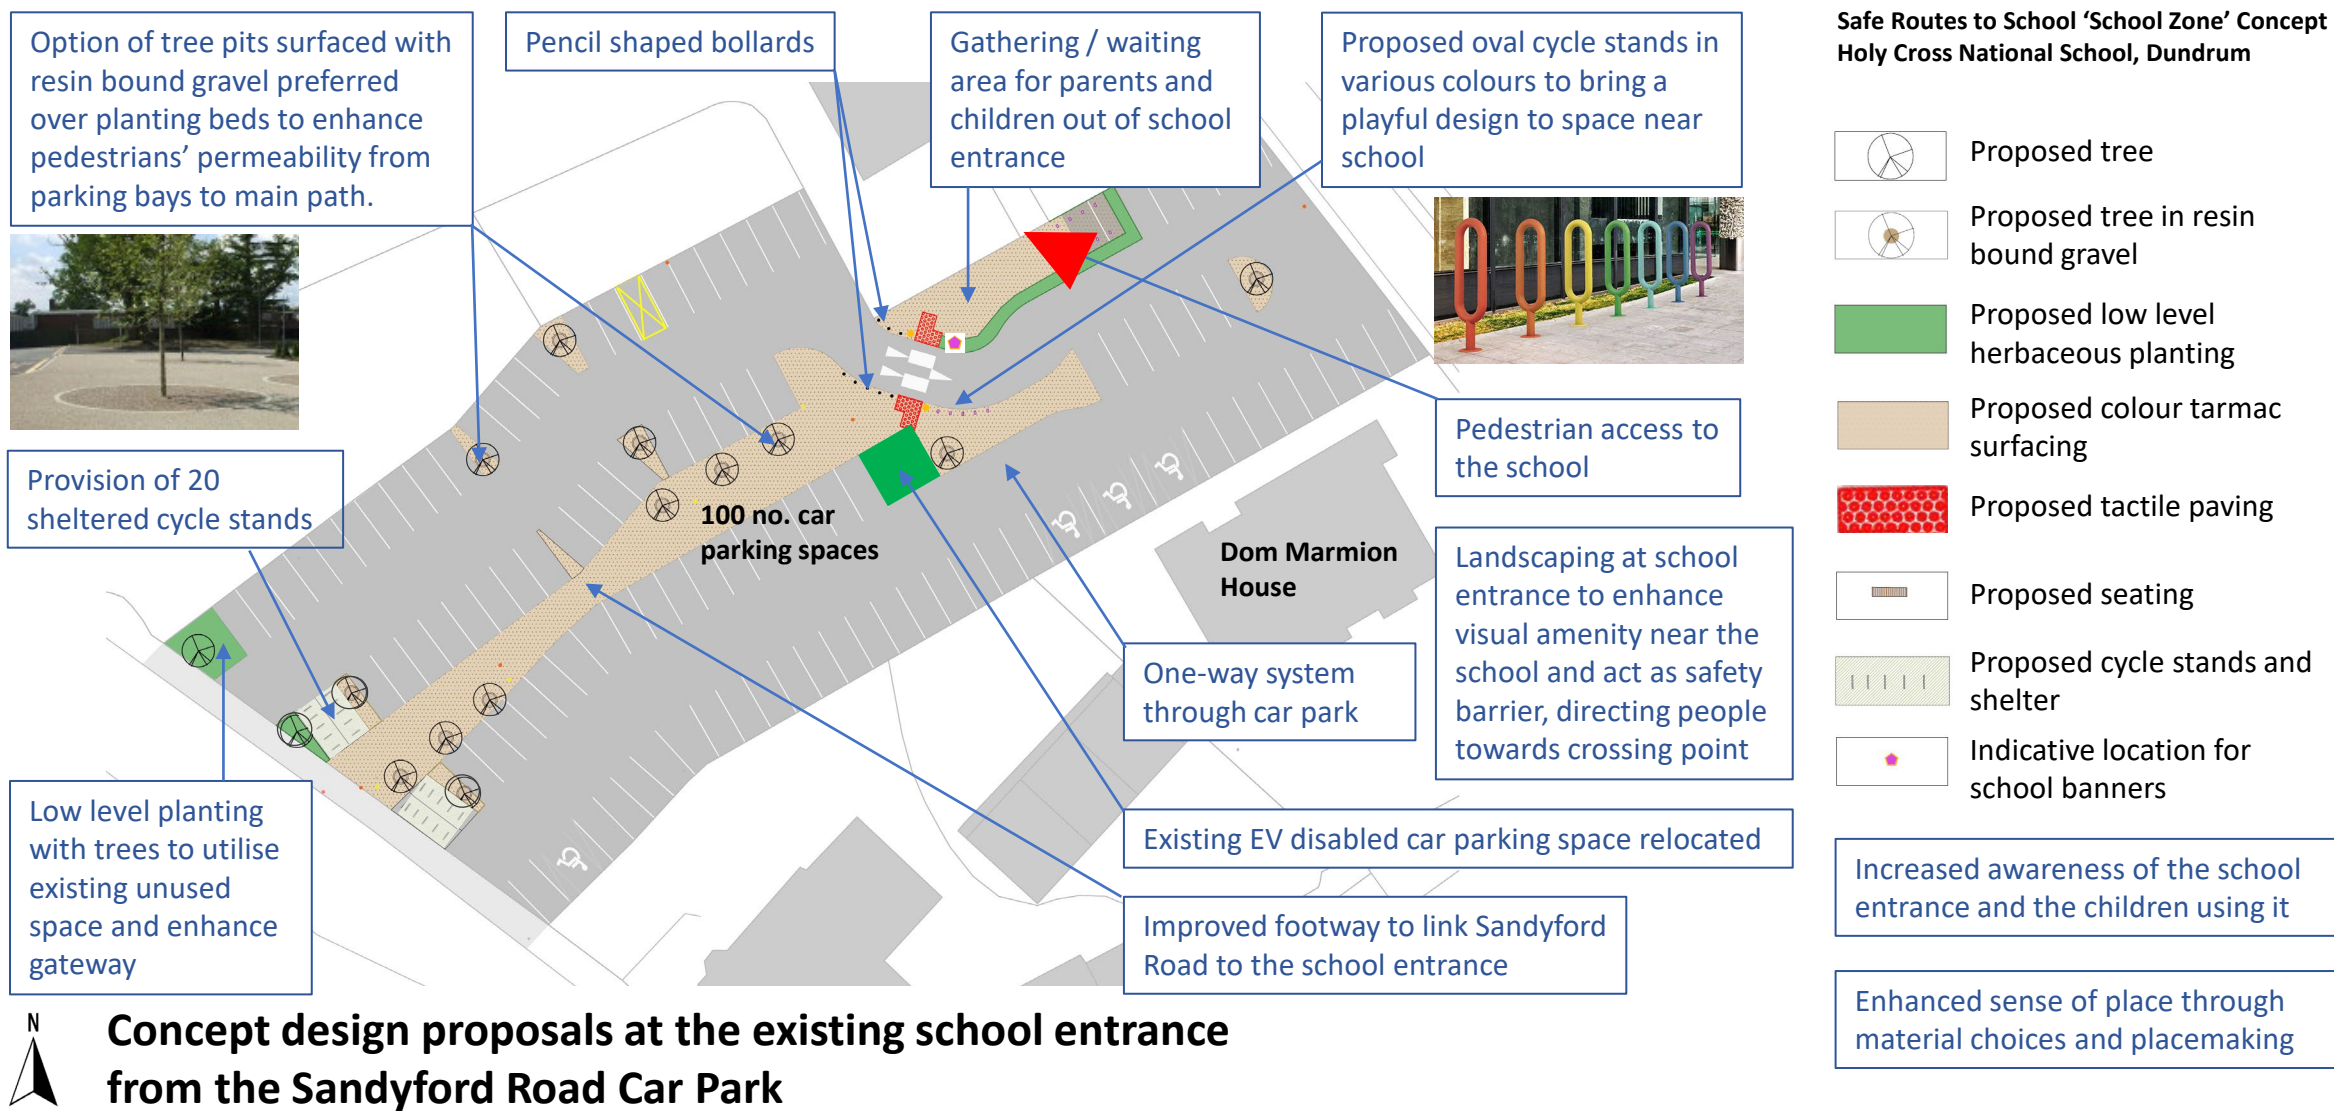 Option of tree pits surfaced with
resin bound gravel preferred
over planting beds to enhance
pedestrians’ permeability from
parking bays to main path.
Pencil shaped bollards
Gathering / waiting
area for parents and
children out of school
entrance
Proposed oval cycle stands in
various colours to bring a
playful design to space near
school
Safe Routes to School ‘School Zone’ Concept
Holy Cross National School, Dundrum
Proposed tree
Proposed tree in resin
bound gravel
Proposed low level
herbaceous planting
Proposed colour tarmac
surfacing
Proposed tactile paving
Proposed seating
Proposed cycle stands and
shelter
Indicative location for
school banners
Pedestrian access to
the school
Provision of 20
sheltered cycle stands
100 no. car
parking spaces
Dom Marmion
House
Landscaping at school
entrance to enhance
visual amenity near the
school and act as safety
barrier, directing people
towards crossing point
One-way system
through car park
Low level planting
with trees to utilise
existing unused
space and enhance
gateway
Existing EV disabled car parking space relocated
Improved footway to link Sandyford
Road to the school entrance
Increased awareness of the school
entrance and the children using it
Enhanced sense of place through
material choices and placemaking
N
Concept design proposals at the existing school entrance
from the Sandyford Road Car Park